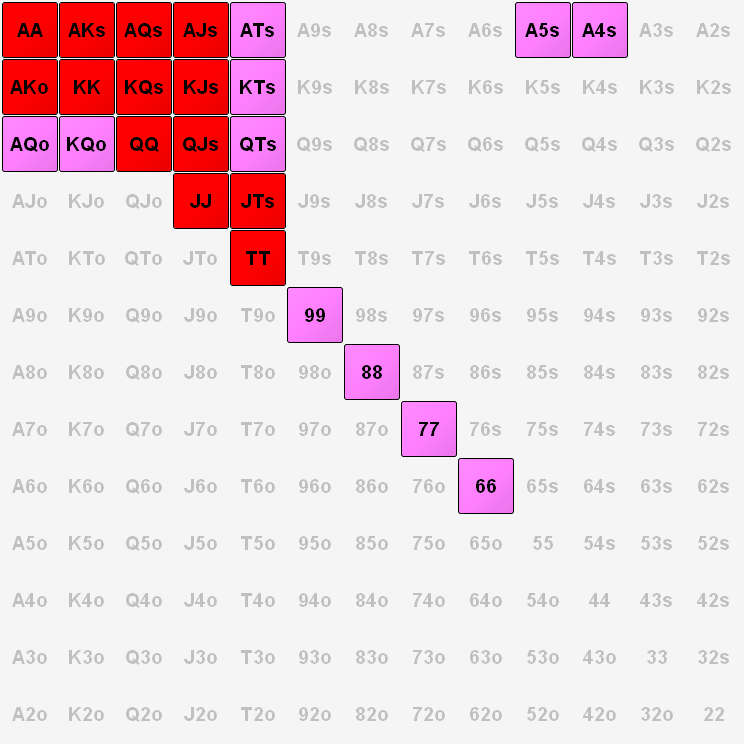 AA AKs AQs AJs ATs A9s A8s A7s A6s A5s A4s A3s A2s
AKo KK KQs KJs KTs K9s K8s K7s K6s K5s K4s K3s K2s
AQo KQo QQ QJs QTs Q9s Q8s Q7s Q6s Q5s Q4s Q3s Q2s
AJo KJo QJo JJ JTs J9s J8s J7s J6s J5s J4s J3s J2s
ATo KTo QTo JTo TT T9s T8s T7s T6s T5s T4s T3s T2s
A9o K9o Q9o J9o T9o 99 98s 97s 96s 95s 94s 93s 92s
A8o K8o Q8o J8o T8o 98o 88 87s 86s 85s 84s 83s 82s
A7o K7o Q7o J7o T7o 97o 87o 77 76s 75s 74s 73s 72s
A6o K6o Q6o J6o T6o 96o 86o 76o 66 65s 64s 63s 62s
A5o K5o Q5o J5o T5o 95o 85o 75o 65o 55 54s 53s 52s
A4o K4o Q4o J4o T4o 94o 84o 74o 64o 54o 44 43s 42s
A3o K3o Q3o J3o T3o 93o 83o 73o 63o 53o 43o 33 32s
A2o K2o Q2o J2o T2o 92o 82o 72o 62o 52o 42o 32o 22